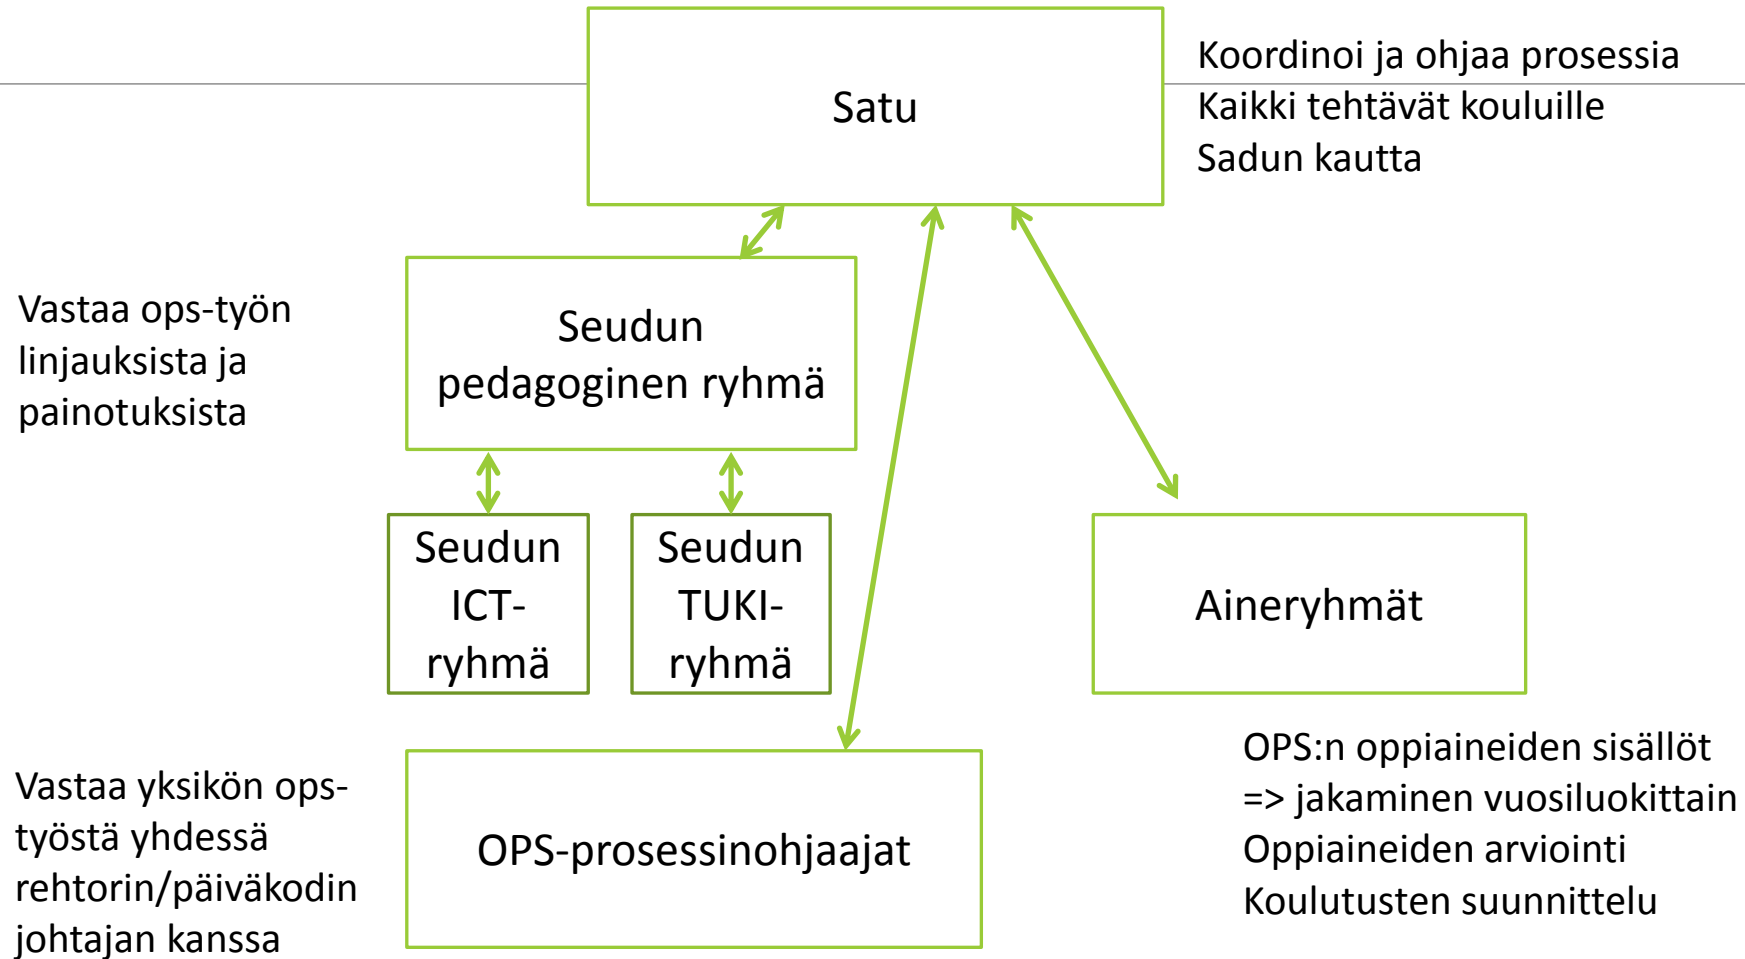 Satu
Koordinoi ja ohjaa prosessia
Kaikki tehtävät kouluille
Sadun kautta
Vastaa ops-työn
linjauksista ja
painotuksista
Seudun
pedagoginen ryhmä
Seudun
ICT-
ryhmä
Seudun
TUKI-
ryhmä
Aineryhmät
OPS:n oppiaineiden sisällöt
=> jakaminen vuosiluokittain
Oppiaineiden arviointi
Koulutusten suunnittelu
Vastaa yksikön ops-
työstä yhdessä
rehtorin/päiväkodin
johtajan kanssa
OPS-prosessinohjaajat